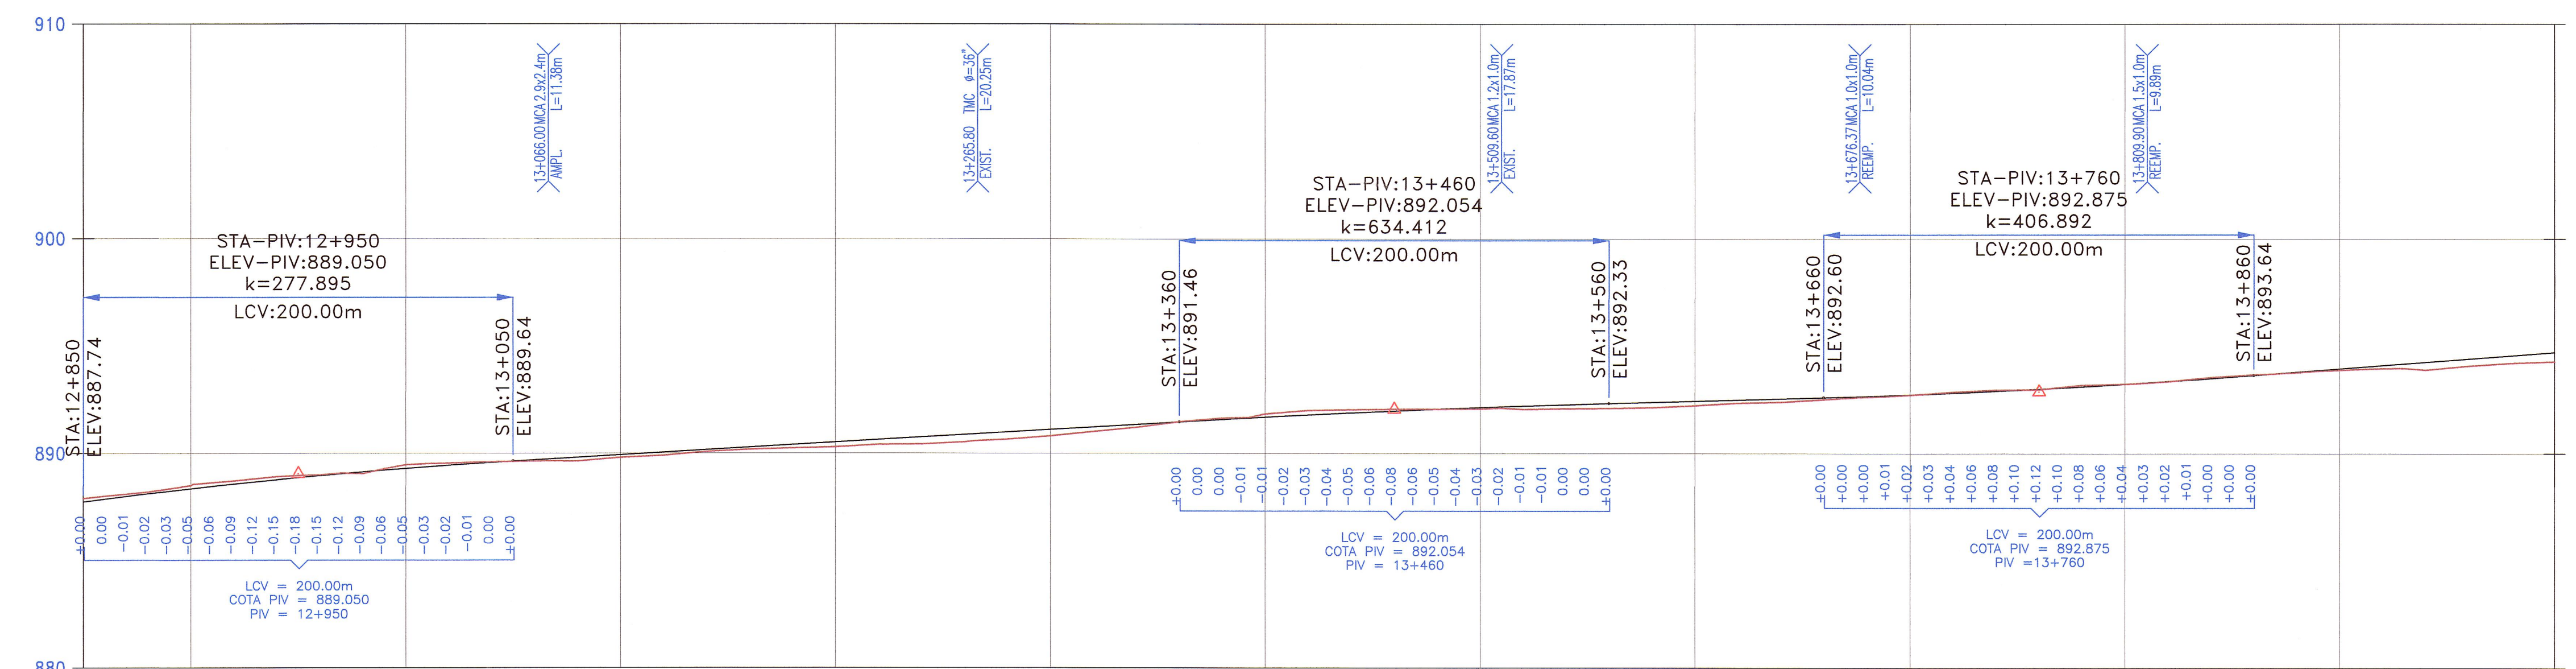 910
900
890
880
13+066.00 MCA 2.9x2.4m
AMPL. L=11.38m
13+265.80 TMC ø=36"
EXIST. L=20.25m
13+509.60 MCA 1.2x1.0m
EXIST. L=17.87m
13+676.37 MCA 1.0x1.0m
REEMP. L=10.04m
13+809.90 MCA 1.5x1.0m
REEMP. L=9.89m
STA-PIV:12+950
ELEV-PIV:889.050
k=277.895
LCV:200.00m
STA:12+850
ELEV:887.74
STA:13+050
ELEV:889.64
STA-PIV:13+460
ELEV-PIV:892.054
k=634.412
LCV:200.00m
STA:13+360
ELEV:891.46
STA:13+560
ELEV:892.33
STA-PIV:13+760
ELEV-PIV:892.875
k=406.892
LCV:200.00m
STA:13+660
ELEV:892.60
STA:13+860
ELEV:893.64
±0.00
0.00
-0.01
-0.02
-0.03
-0.05
-0.06
-0.09
-0.12
-0.15
-0.18
-0.15
-0.12
-0.09
-0.06
-0.05
-0.03
-0.02
-0.01
0.00
±0.00
LCV = 200.00m
COTA PIV = 889.050
PIV = 12+950
±0.00
0.00
0.00
-0.01
-0.01
-0.02
-0.03
-0.04
-0.05
-0.06
-0.08
-0.06
-0.05
-0.04
-0.03
-0.02
-0.01
-0.01
0.00
0.00
±0.00
LCV = 200.00m
COTA PIV = 892.054
PIV = 13+460
±0.00
+0.00
+0.00
+0.01
+0.02
+0.03
+0.04
+0.06
+0.08
+0.10
+0.12
+0.10
+0.08
+0.06
+0.04
+0.03
+0.02
+0.01
+0.00
+0.00
±0.00
LCV = 200.00m
COTA PIV = 892.875
PIV =13+760